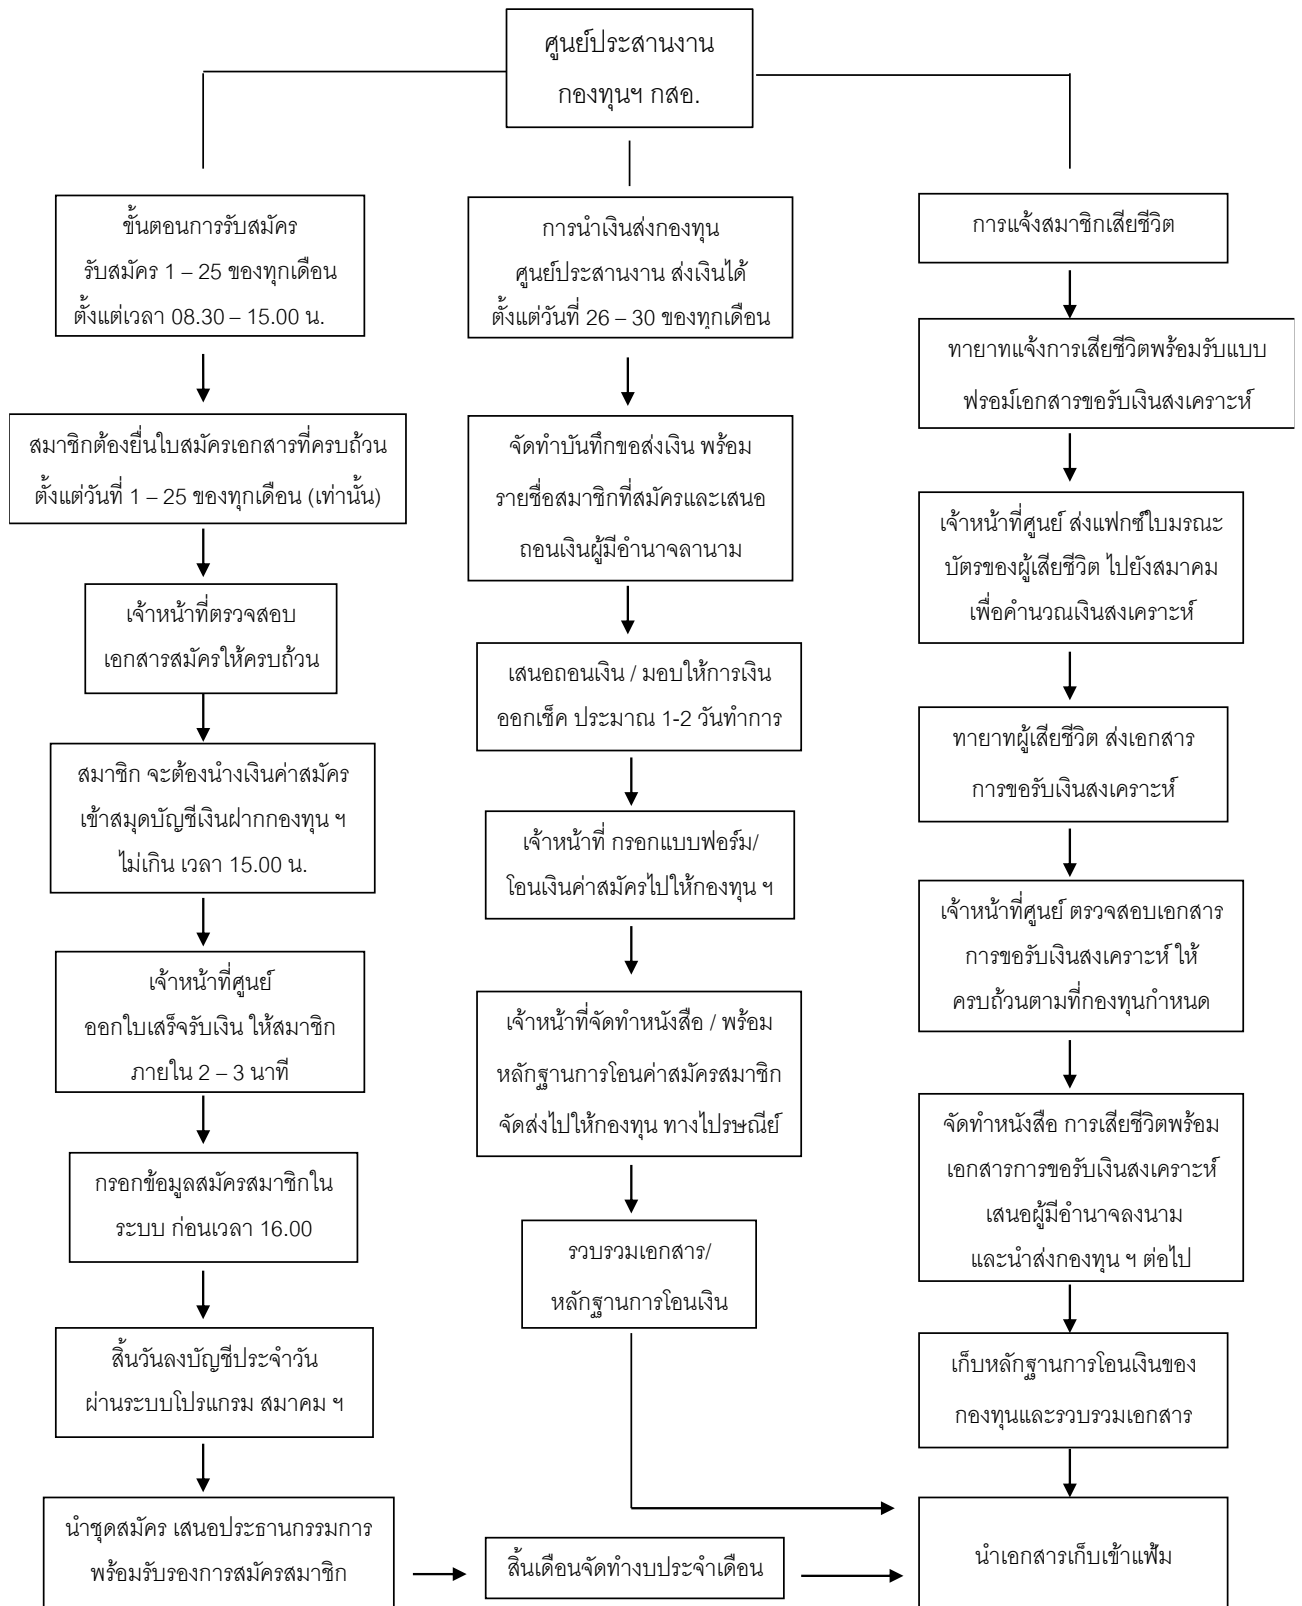 ศูนย์ประสานงาน
กองทุนฯ กสอ.
ขั้นตอนการรับสมัคร
รับสมัคร 1 – 25 ของทุกเดือน
ตั้งแต่เวลา 08.30 – 15.00 น.
สมาชิกต้องยื่นใบสมัครเอกสารที่ครบถ้วน
ตั้งแต่วันที่ 1 – 25 ของทุกเดือน (เท่านั้น)
เจ้าหน้าที่ตรวจสอบ
เอกสารสมัครให้ครบถ้วน
สมาชิก จะต้องนำงเงินค่าสมัคร
เข้าสมุดบัญชีเงินฝากกองทุน ฯ
ไม่เกิน เวลา 15.00 น.
เจ้าหน้าที่ศูนย์
ออกใบเสร็จรับเงิน ให้สมาชิก
ภายใน 2 – 3 นาที
กรอกข้อมูลสมัครสมาชิกใน
ระบบ ก่อนเวลา 16.00
สิ้นวันลงบัญชีประจำวัน
ผ่านระบบโปรแกรม สมาคม ฯ
นำชุดสมัคร เสนอประธานกรรมการ
พร้อมรับรองการสมัครสมาชิก
การนำเงินส่งกองทุน
ศูนย์ประสานงาน ส่งเงินได้
ตั้งแต่วันที่ 26 – 30 ของทุกเดือน
จัดทำบันทึกขอส่งเงิน พร้อม
รายชื่อสมาชิกที่สมัครและเสนอ
ถอนเงินผู้มีอำนาจลานาม
เสนอถอนเงิน / มอบให้การเงิน
ออกเช็ค ประมาณ 1-2 วันทำการ
เจ้าหน้าที่ กรอกแบบฟอร์ม/
โอนเงินค่าสมัครไปให้กองทุน ฯ
เจ้าหน้าที่จัดทำหนังสือ / พร้อม
หลักฐานการโอนค่าสมัครสมาชิก
จัดส่งไปให้กองทุน ทางไปรษณีย์
รวบรวมเอกสาร/
หลักฐานการโอนเงิน
สิ้นเดือนจัดทำงบประจำเดือน
การแจ้งสมาชิกเสียชีวิต
ทายาทแจ้งการเสียชีวิตพร้อมรับแบบ
ฟรอม์เอกสารขอรับเงินสงเคราะห์
เจ้าหน้าที่ศูนย์ ส่งแฟกซ์ใบมรณะ
บัตรของผู้เสียชีวิต ไปยังสมาคม
เพื่อคำนวณเงินสงเคราะห์
ทายาทผู้เสียชีวิต ส่งเอกสาร
การขอรับเงินสงเคราะห์
เจ้าหน้าที่ศูนย์ ตรวจสอบเอกสาร
การขอรับเงินสงเคราะห์ ให้
ครบถ้วนตามที่กองทุนกำหนด
จัดทำหนังสือ การเสียชีวิตพร้อม
เอกสารการขอรับเงินสงเคราะห์
เสนอผู้มีอำนาจลงนาม
และนำส่งกองทุน ฯ ต่อไป
เก็บหลักฐานการโอนเงินของ
กองทุนและรวบรวมเอกสาร
นำเอกสารเก็บเข้าแฟ้ม